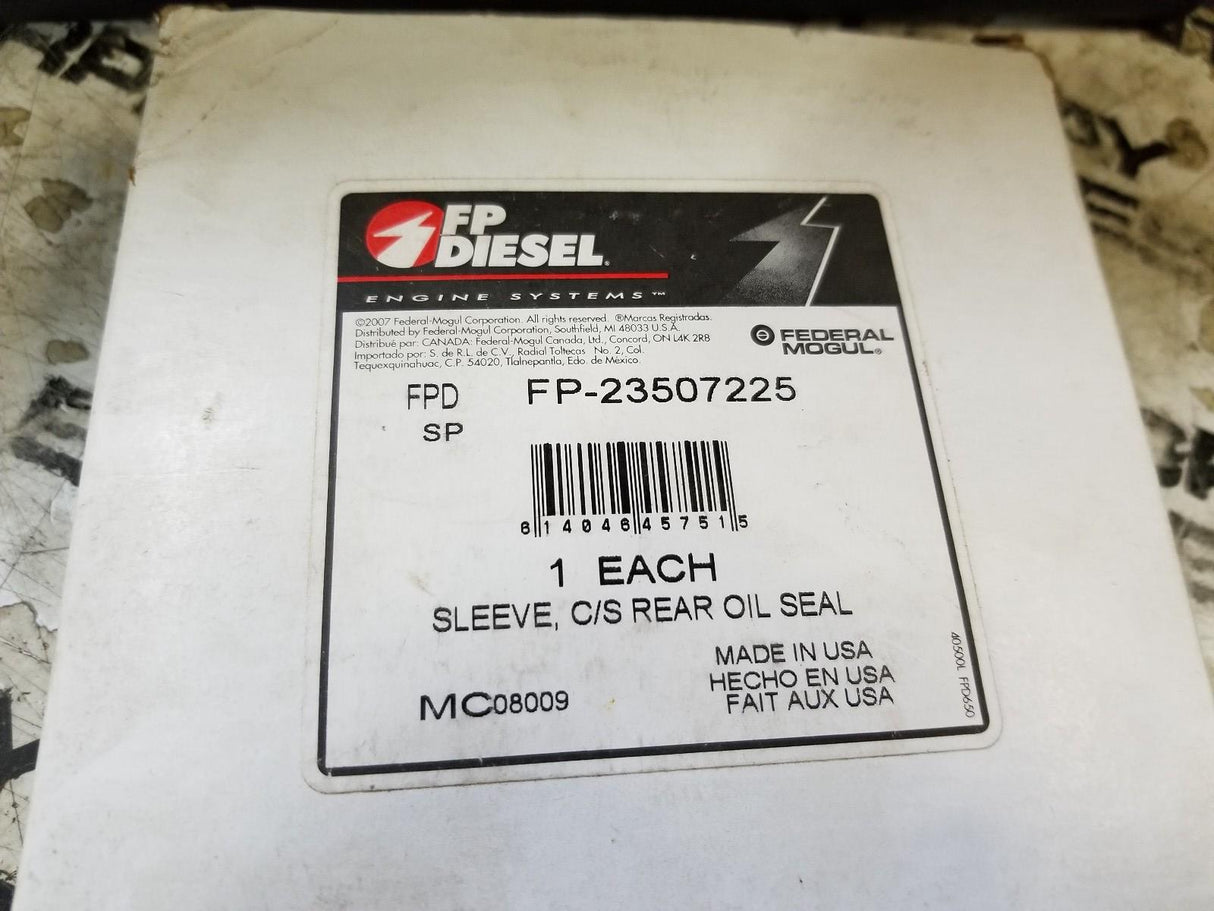 FP
DIESEL®
ENGINE SYSTEMS™
©2007 Federal-Mogul Corporation. All rights reserved. ®Marcas Registradas.
Distributed by Federal-Mogul Corporation, Southfield, MI 48033 U.S.A.
Distribué par: CANADA: Federal-Mogul Canada, Ltd., Concord, ON L4K 2R8
Importado por: S. de R.L. de C.V., Radial Toltecas No. 2, Col.
Tequexquinahuac, C.P. 54020, Tlalnepantla, Edo. de México.
FEDERAL
MOGUL®
FPD FP-23507225
SP
6 14046 45751 5
1 EACH
SLEEVE, C/S REAR OIL SEAL
MADE IN USA
HECHO EN USA
FAIT AUX USA
MC08009
40500L FPD650